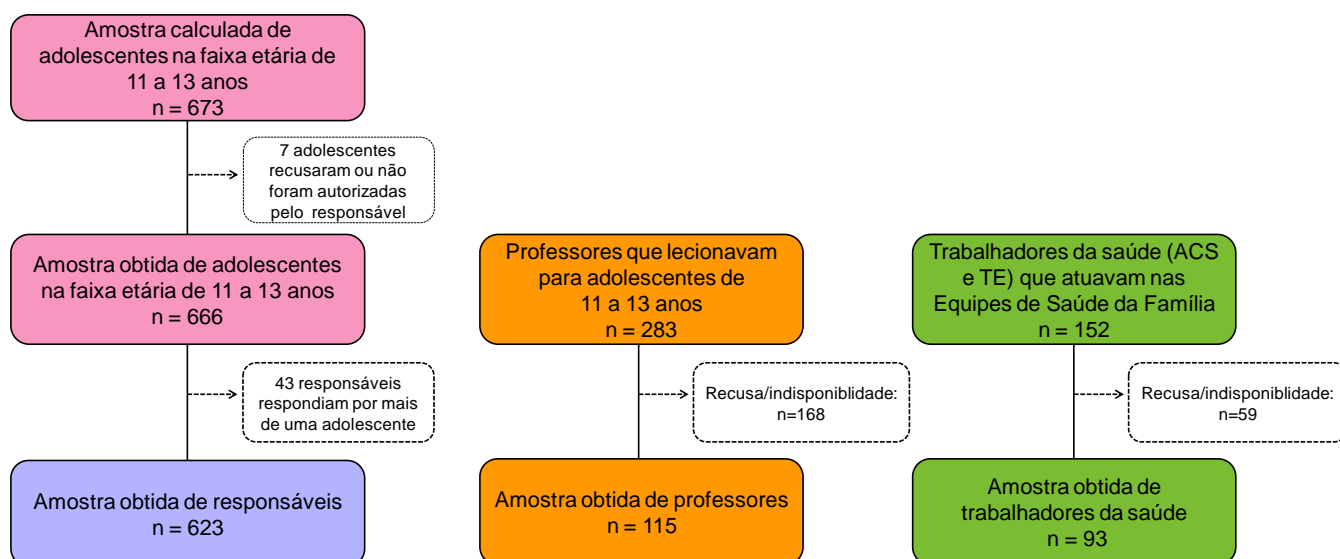 Amostra calculada de
adolescentes na faixa etária de
11 a 13 anos
n = 673
7 adolescentes
recusaram ou não
foram autorizadas
pelo responsável
Amostra obtida de adolescentes
na faixa etária de 11 a 13 anos
n = 666
43 responsáveis
respondiam por mais
de uma adolescente
Amostra obtida de responsáveis
n = 623
Professores que lecionavam
para adolescentes de
11 a 13 anos
n = 283
Recusa/indisponiblidade:
n=168
Amostra obtida de professores
n = 115
Trabalhadores da saúde (ACS
e TE) que atuavam nas
Equipes de Saúde da Família
n = 152
Recusa/indisponiblidade:
n=59
Amostra obtida de
trabalhadores da saúde
n = 93